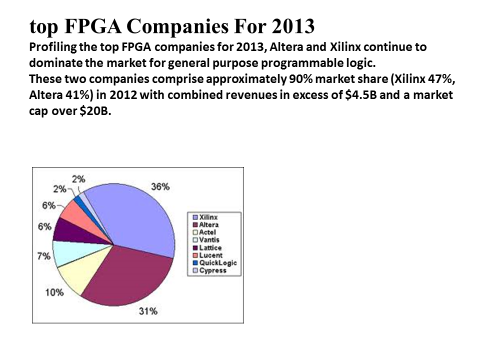 top FPGA Companies For 2013
Profiling the top FPGA companies for 2013, Altera and Xilinx continue to
dominate the market for general purpose programmable logic.
These two companies comprise approximately 90% market share (Xilinx 47%,
Altera 41%) in 2012 with combined revenues in excess of $4.5B and a market
cap over $20B.
2%
2%
36%
6%
6%
7%
10%
31%
Xilinx
Altera
Actel
Vantis
Lattice
Lucent
QuickLogic
Cypress